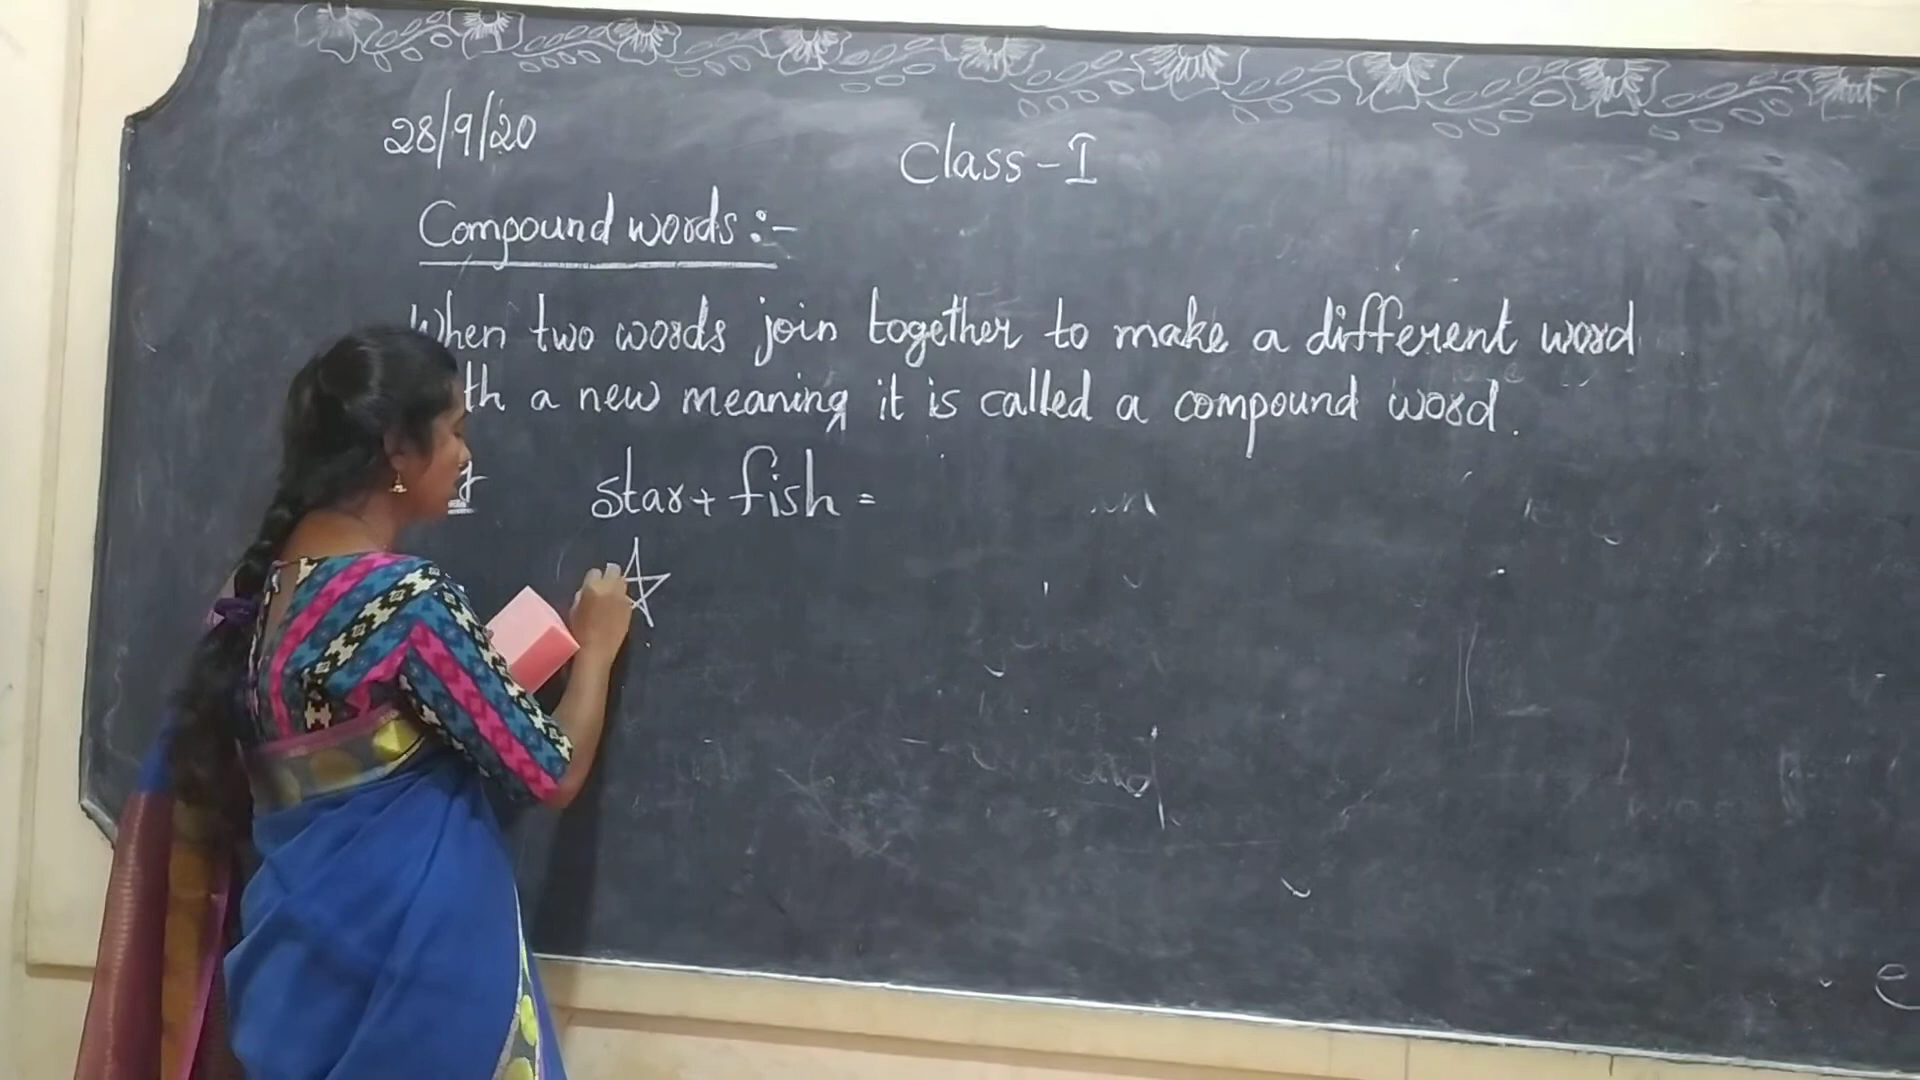 28/9/20
Class-I
Compound words:-
When two words join together to make a different word
th a new meaning it is called a compound word.
star + fish =